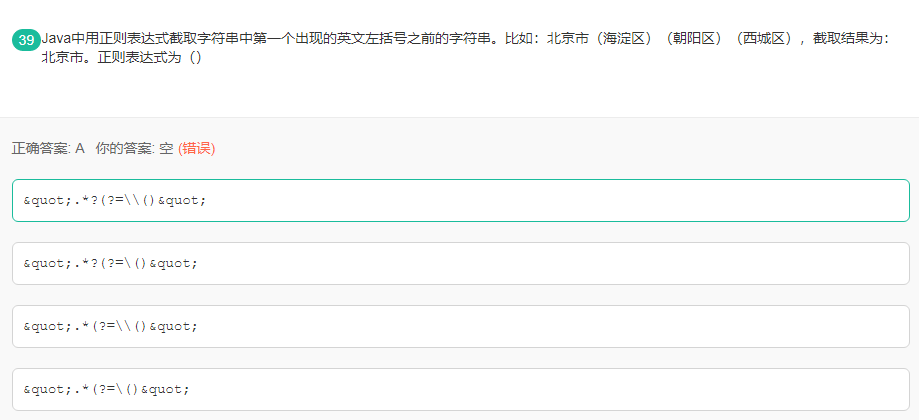 39 Java中用正则表达式截取字符串中第一个出现的英文左括号之前的字符串。比如：北京市（海淀区）（朝阳区）（西城区），截取结果为：
北京市。正则表达式为（）
正确答案: A 你的答案: 空 (错误)
&quot;.*?(?=\\()&quot;
&quot;.*?(?=\()&quot;
&quot;.*(?=\\()&quot;
&quot;.*(?=\()&quot;